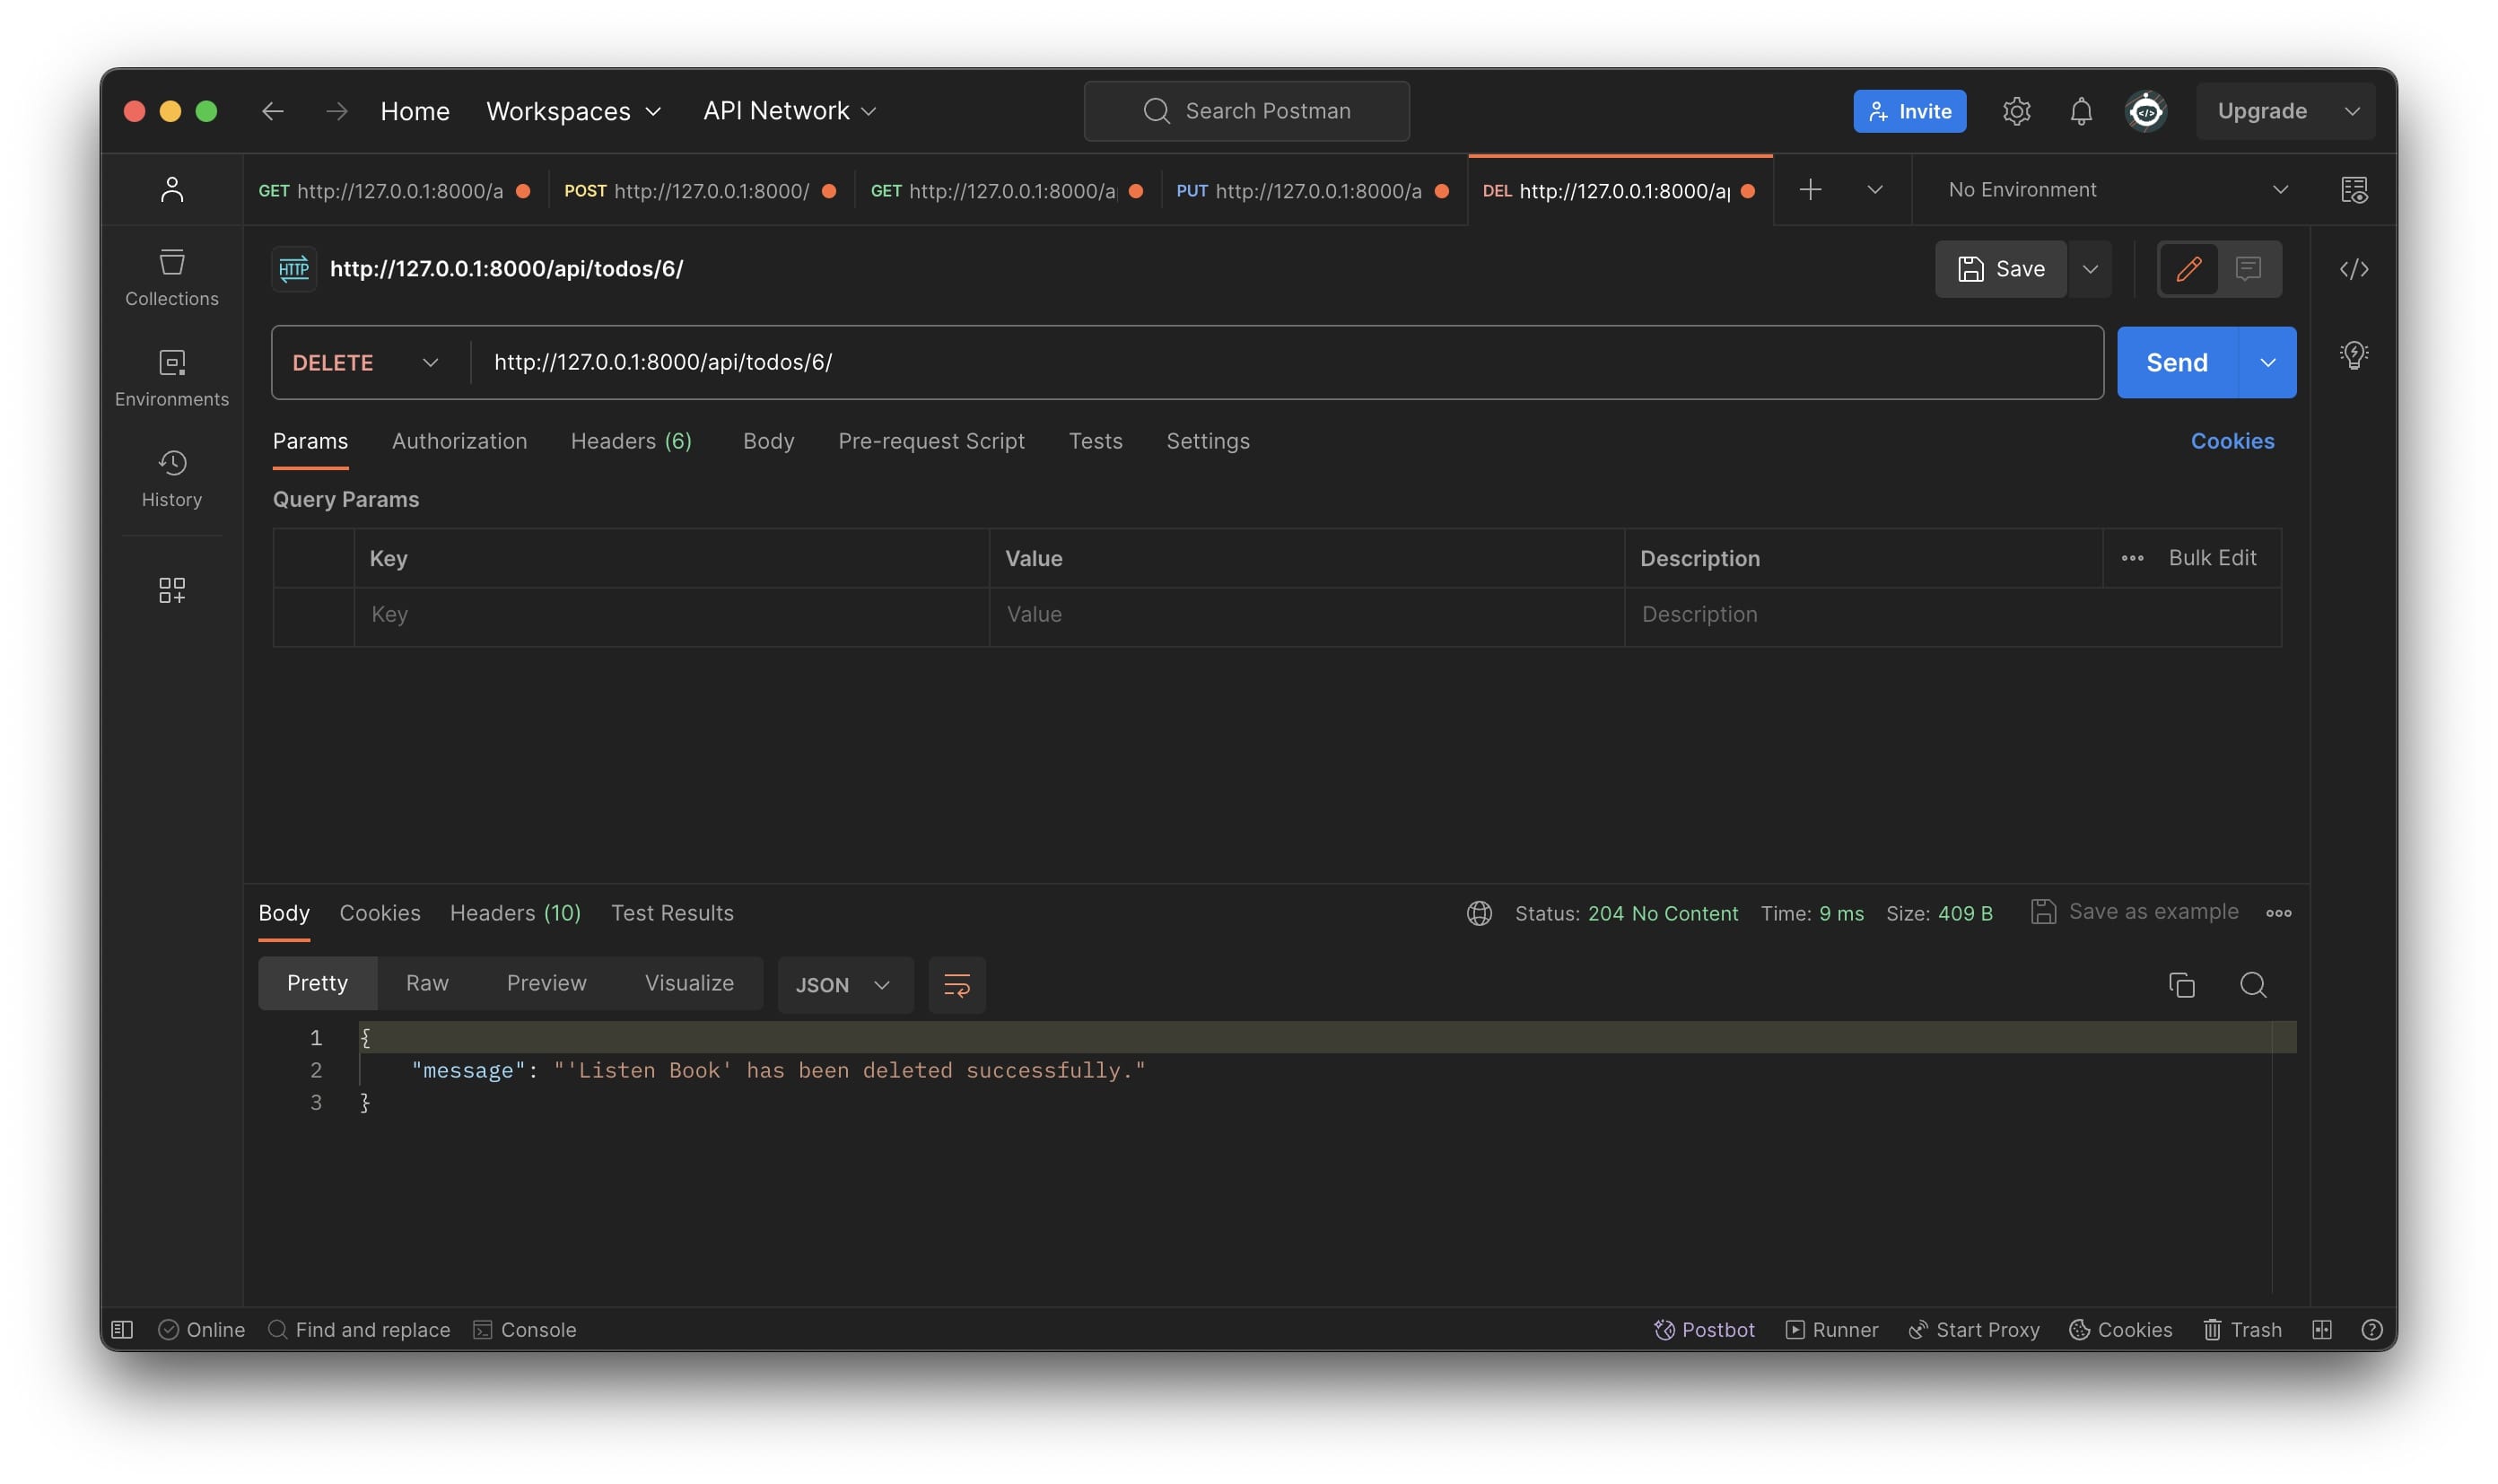 Home Workspaces API Network Search Postman Invite Upgrade
GET http://127.0.0.1:8000/a POST http://127.0.0.1:8000/ GET http://127.0.0.1:8000/a PUT http://127.0.0.1:8000/a DEL http://127.0.0.1:8000/a No Environment
HTTP http://127.0.0.1:8000/api/todos/6/ Save
Collections
DELETE http://127.0.0.1:8000/api/todos/6/ Send
Environments
Params Authorization Headers (6) Body Pre-request Script Tests Settings Cookies
History
Query Params
Key Value Description Bulk Edit
Key Value Description
Body Cookies Headers (10) Test Results Status: 204 No Content Time: 9 ms Size: 409 B Save as example
Pretty Raw Preview Visualize JSON
1 {
2 "message": "'Listen Book' has been deleted successfully."
3 }
Online Find and replace Console Postbot Runner Start Proxy Cookies Trash